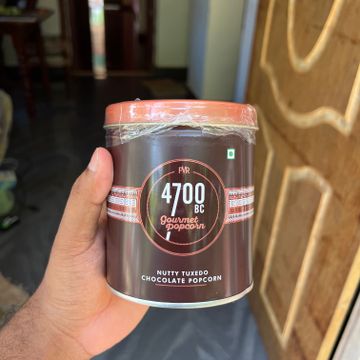 PVR
4700
BC
Gourmet
Popcorn
NUTTY TUXEDO
CHOCOLATE POPCORN